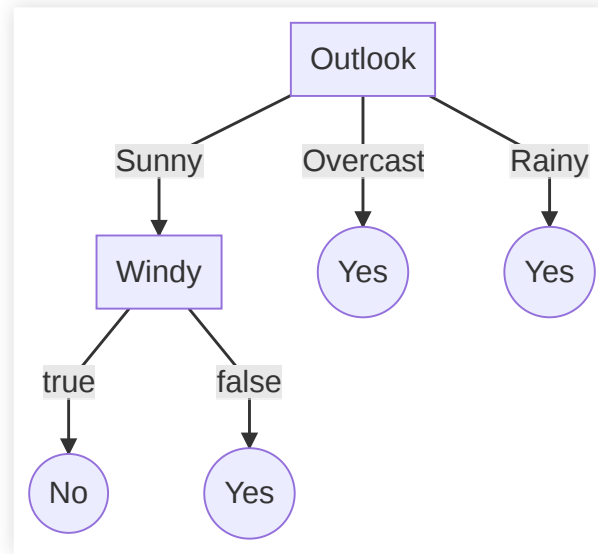 Outlook
Sunny Overcast Rainy
Windy Yes Yes
true false
No Yes